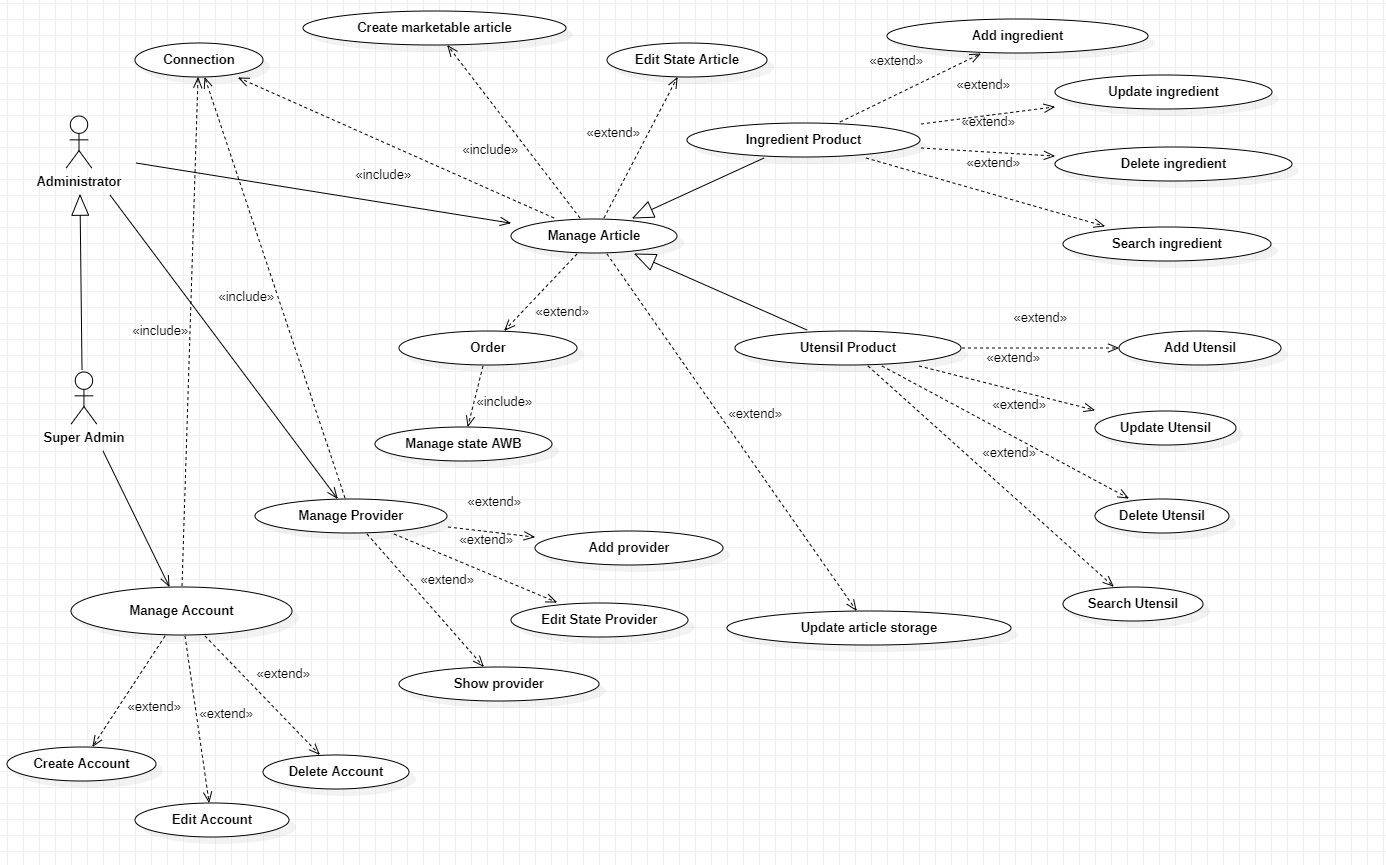 Create marketable article
Add ingredient
Connection
Edit State Article
«extend»
«extend»
Update ingredient
«extend»
«extend»
Ingredient Product
«include»
«extend»
Delete ingredient
«include»
Administrator
Manage Article
Search ingredient
«include»
«extend»
«extend»
«include»
Order
Utensil Product
«extend»
Add Utensil
«include»
«extend»
«extend»
Super Admin
Manage state AWB
Update Utensil
«extend»
«extend»
Manage Provider
Delete Utensil
«extend»
Add provider
«extend»
Manage Account
Edit State Provider
Update article storage
Search Utensil
«extend»
Show provider
«extend»
«extend»
Create Account
Delete Account
Edit Account